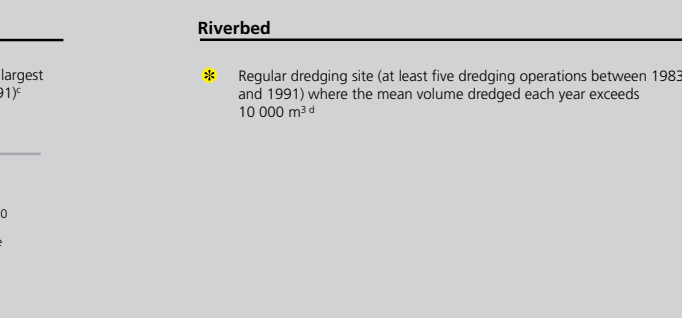 largest
91)ᶜ
0
e
Riverbed
Regular dredging site (at least five dredging operations between 1983
and 1991) where the mean volume dredged each year exceeds
10 000 m³ ᵈ